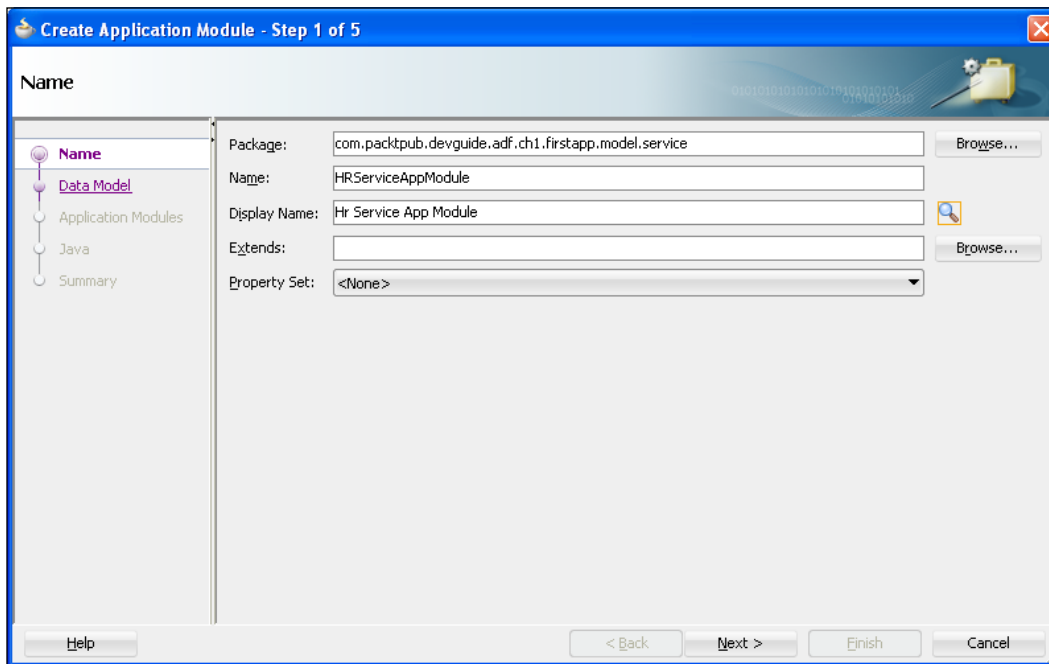 Create Application Module - Step 1 of 5
Name
Name
Data Model
Application Modules
Java
Summary
Package: com.packtpub.devguide.adf.ch1.firstapp.model.service Browse...
Name: HRServiceAppModule
Display Name: Hr Service App Module
Extends: Browse...
Property Set: <None>
Help < Back Next > Finish Cancel